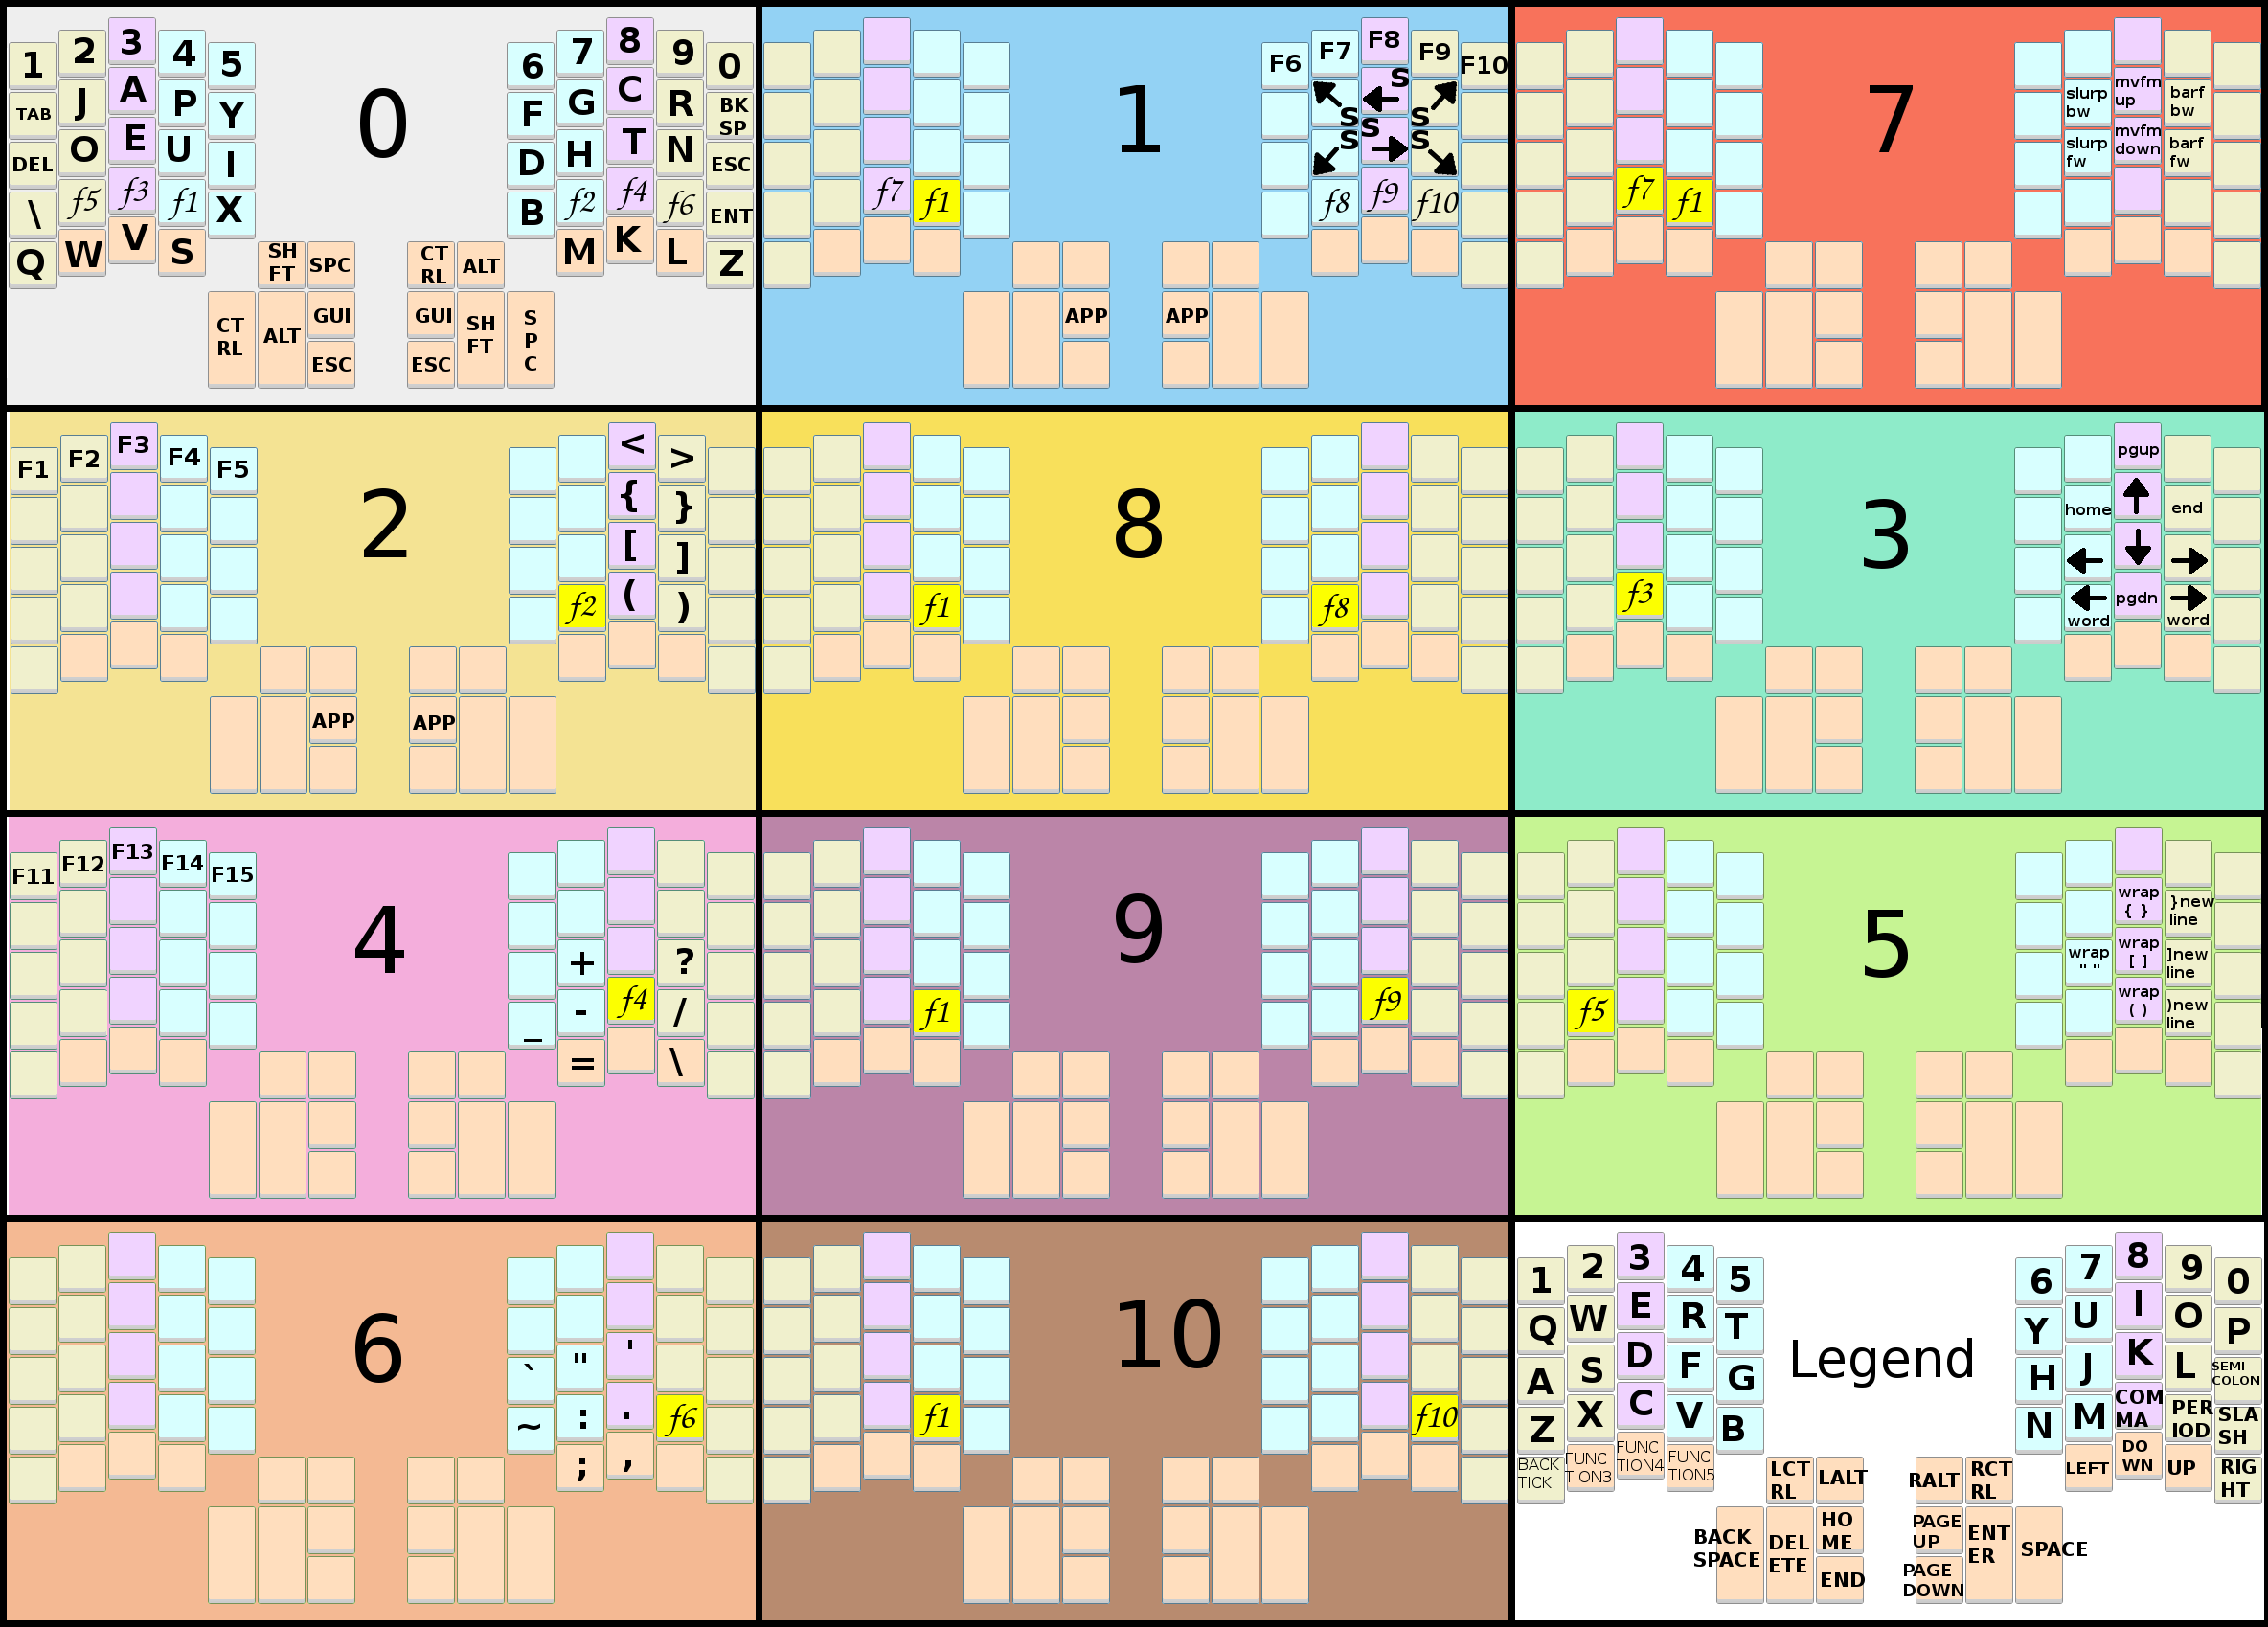 0
1 2 3 4 5 6 7 8 9 0
TAB J A P Y F G C R BK
SP
DEL O E U I D H T N ESC
\ f5 f3 f1 X B f2 f4 f6 ENT
Q W V S M K L Z
SH
FT SPC CT
RL ALT
CT
RL ALT GUI GUI SH
FT S
P
C
ESC ESC
1
F6 F7 F8 F9 F10
S
S S S
S S
f7 f1 f8 f9 f10
APP APP
7
slurp
bw mvfm
up barf
bw
slurp
fw mvfm
down barf
fw
f7 f1
2
F1 F2 F3 F4 F5 < >
{ }
[ ]
f2 ( )
APP APP
8
f1 f8
3
pgup
home end
f3 pgdn
word word
4
F11 F12 F13 F14 F15
+ ?
_ - f4 /
= \
9
f1 f9
5
wrap
{ } }new
line
wrap
" " wrap
[ ] ]new
line
f5 wrap
( ) )new
line
6
` " '
~ : . f6
; ,
10
f1 f10
Legend
1 2 3 4 5 6 7 8 9 0
Q W E R T Y U I O P
A S D F G H J K L SEMI
COLON
Z X C V B N M COM
MA PER
IOD SLA
SH
BACK
TICK FUNC
TION3 FUNC
TION4 FUNC
TION5 LEFT DO
WN UP RIG
HT
LCT
RL LALT RALT RCT
RL
BACK
SPACE DEL
ETE HO
ME PAGE
UP ENT
ER SPACE
END PAGE
DOWN